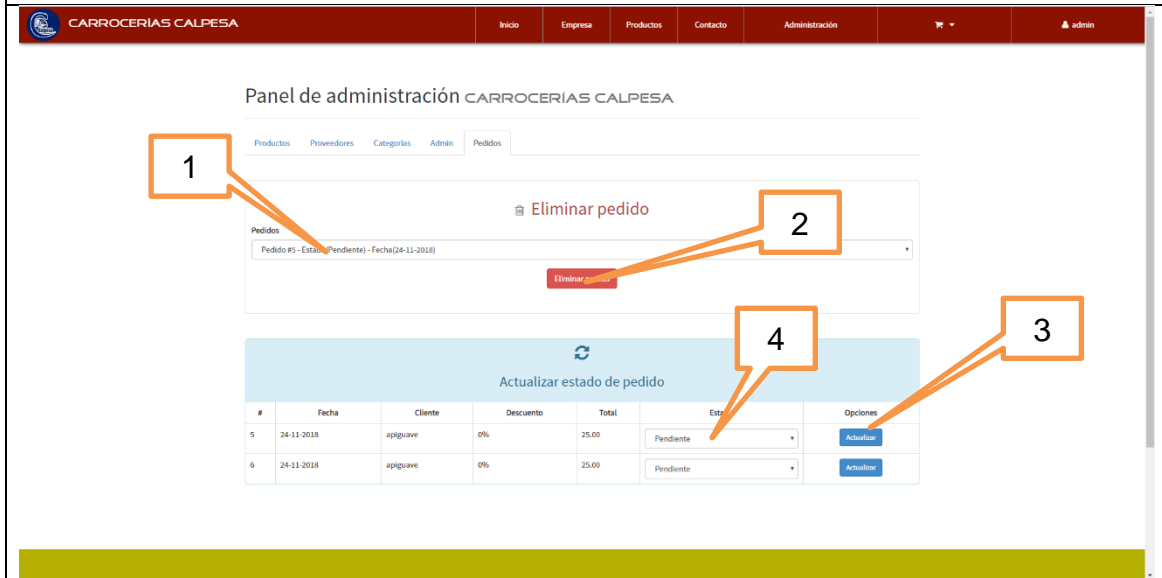 CARROCERÍAS CALPESA Inicio Empresa Productos Contacto Administración admin
Panel de administración CARROCERÍAS CALPESA
Productos Proveedores Categorias Admin Pedidos
1
Eliminar pedido
2
Pedidos
Pedido #5 - (Pendiente) - Fecha(24-11-2018)
Eliminar
4
3
Actualizar estado de pedido
# Fecha Cliente Descuento Total Opciones
5 24-11-2018 apiguave 0% 25.00 Pendiente Actualizar
6 24-11-2018 apiguave 0% 25.00 Pendiente Actualizar